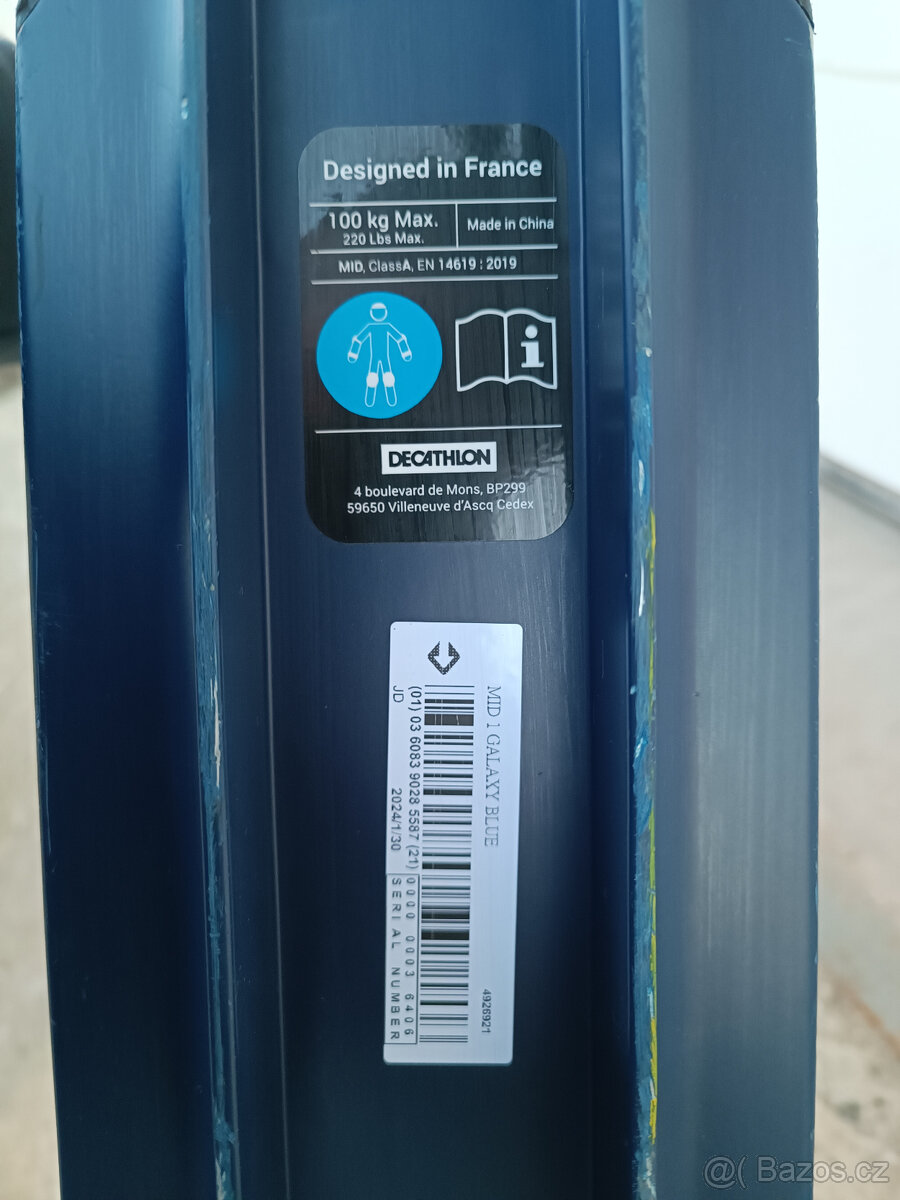 Designed in France
100 kg Max.
220 Lbs Max.
Made in China
MID, ClassA, EN 14619 : 2019
i
DECATHLON
4 boulevard de Mons, BP299
59650 Villeneuve d'Ascq Cedex
MID 1 GALAXY BLUE
4926921
(01) 03 6083 9028 5587 (21) 0000 0003 6406
JD
2024/1/30
SERIAL NUMBER
@( Bazos.cz